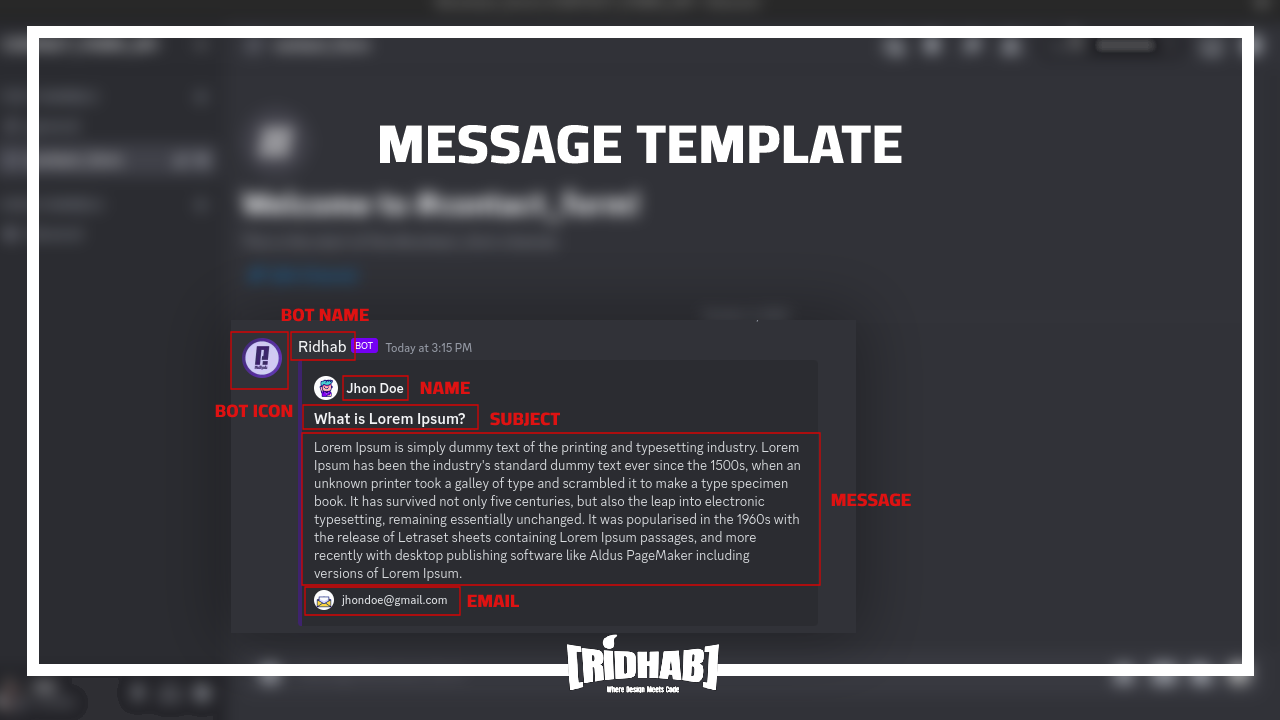 MESSAGE TEMPLATE
Welcome to #contact_form!
BOT NAME
Ridhab BOT Today at 3:15 PM
Jhon Doe NAME
BOT ICON
What is Lorem Ipsum? SUBJECT
Lorem Ipsum is simply dummy text of the printing and typesetting industry. Lorem
Ipsum has been the industry's standard dummy text ever since the 1500s, when an
unknown printer took a galley of type and scrambled it to make a type specimen
book. It has survived not only five centuries, but also the leap into electronic
typesetting, remaining essentially unchanged. It was popularised in the 1960s with
the release of Letraset sheets containing Lorem Ipsum passages, and more
recently with desktop publishing software like Aldus PageMaker including
versions of Lorem Ipsum.
MESSAGE
jhondoe@gmail.com EMAIL
[RIDHAB]
Where Design Meets Code